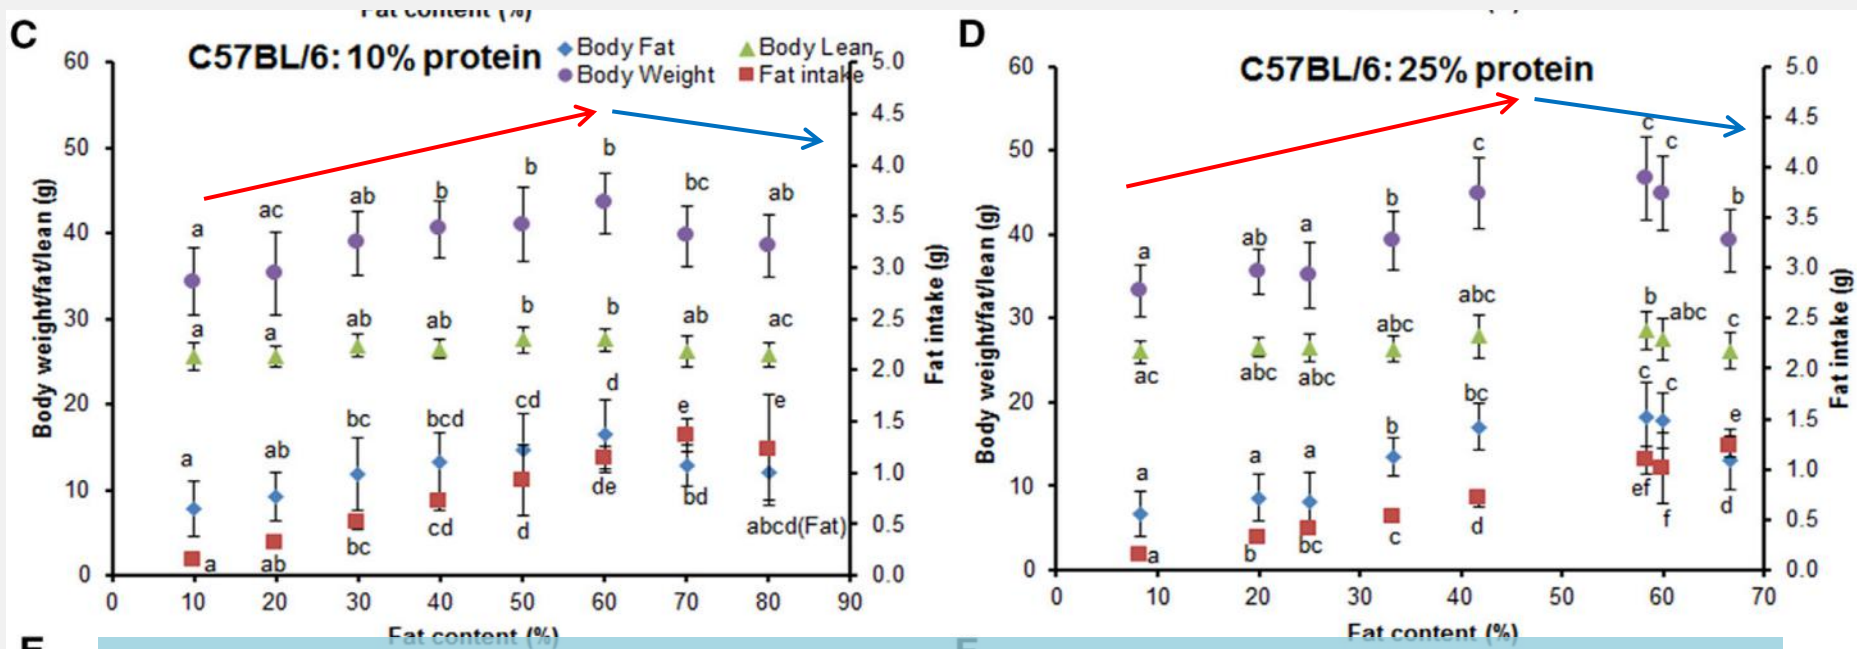 Fat content (%)
C
C57BL/6: 10% protein
Body Fat
Body Lean
Body Weight
Fat intake
60
50
40
30
20
10
0
Body weight/fat/lean (g)
5.0
4.5
4.0
3.5
3.0
2.5
2.0
1.5
1.0
0.5
0.0
Fat intake (g)
a ac ab b b b bc ab
a a ab ab b b ab ac
a ab bc bcd cd d e e
a ab bc cd d de bd abcd(Fat)
0 10 20 30 40 50 60 70 80 90
Fat content (%)
D
C57BL/6: 25% protein
60
50
40
30
20
10
0
Body weight/fat/lean (g)
5.0
4.5
4.0
3.5
3.0
2.5
2.0
1.5
1.0
0.5
0.0
Fat intake (g)
a ab a b c c c b
ac abc abc abc abc b abc c
a a a b bc c c e
a b bc c d ef f d
0 10 20 30 40 50 60 70
Fat content (%)